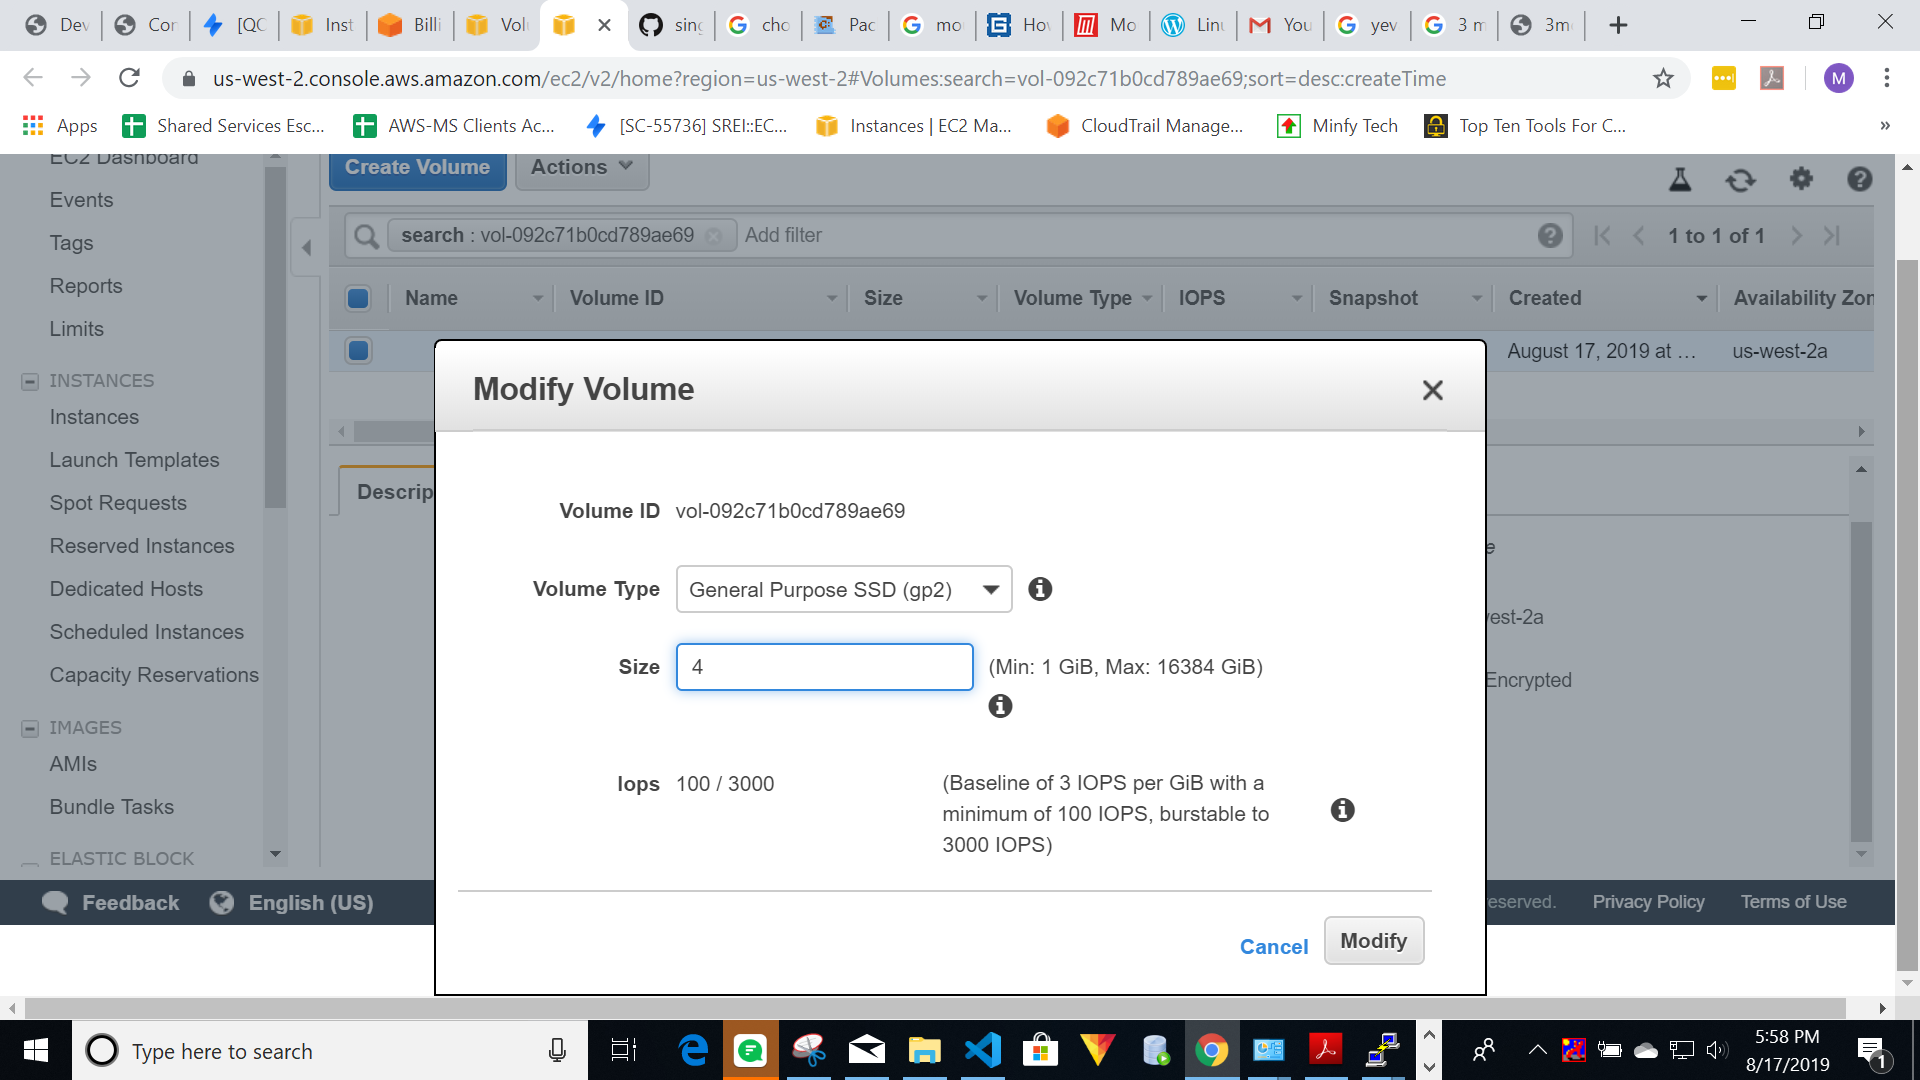 Dev
Cor
[QC
Inst
Billi
Volu
sing
cho
Pac
mo
Hov
Mo
Linu
You
yev
3 m
3mo
us-west-2.console.aws.amazon.com/ec2/v2/home?region=us-west-2#Volumes:search=vol-092c71b0cd789ae69;sort=desc:createTime
M
Apps
Shared Services Esc...
AWS-MS Clients Ac...
[SC-55736] SREI::EC...
Instances | EC2 Ma...
CloudTrail Manage...
Minfy Tech
Top Ten Tools For C...
»
EC2 Dashboard
Events
Tags
Reports
Limits
INSTANCES
Instances
Launch Templates
Spot Requests
Reserved Instances
Dedicated Hosts
Scheduled Instances
Capacity Reservations
IMAGES
AMIs
Bundle Tasks
ELASTIC BLOCK
Create Volume
Actions
search : vol-092c71b0cd789ae69
Add filter
1 to 1 of 1
Name
Volume ID
Size
Volume Type
IOPS
Snapshot
Created
Availability Zon
August 17, 2019 at ...
us-west-2a
Descrip
e
vest-2a
Encrypted
Modify Volume
Volume ID vol-092c71b0cd789ae69
Volume Type General Purpose SSD (gp2)
Size 4 (Min: 1 GiB, Max: 16384 GiB)
Iops 100 / 3000
(Baseline of 3 IOPS per GiB with a
minimum of 100 IOPS, burstable to
3000 IOPS)
Cancel
Modify
Feedback
English (US)
eserved.
Privacy Policy
Terms of Use
Type here to search
5:58 PM
8/17/2019
1